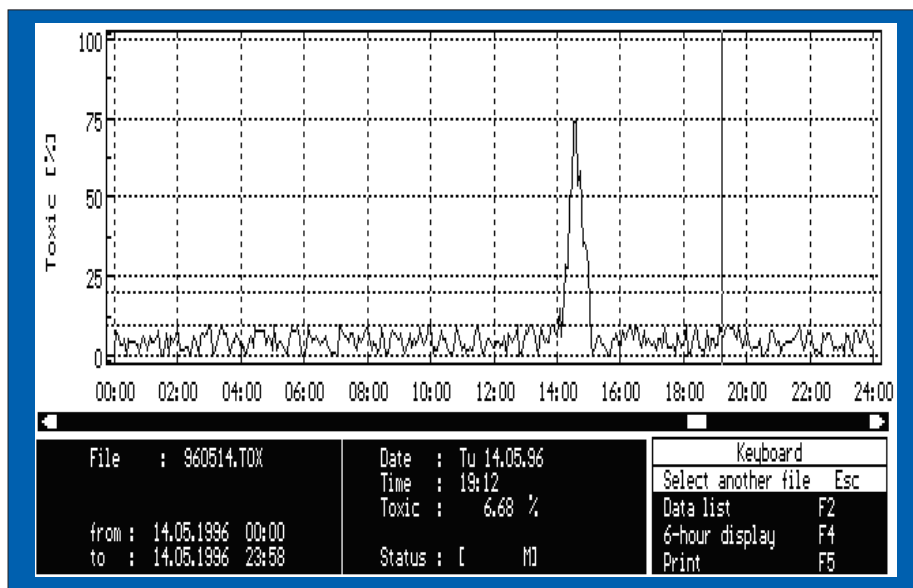 100
75
50
25
0
Toxic [%]
00:00 02:00 04:00 06:00 08:00 10:00 12:00 14:00 16:00 18:00 20:00 22:00 24:00
File : 960514.TOX
from : 14.05.1996 00:00
to : 14.05.1996 23:58
Date : Tu 14.05.96
Time : 19:12
Toxic : 6.68 %
Status : [ M]
Keyboard
Select another file Esc
Data list F2
6-hour display F4
Print F5